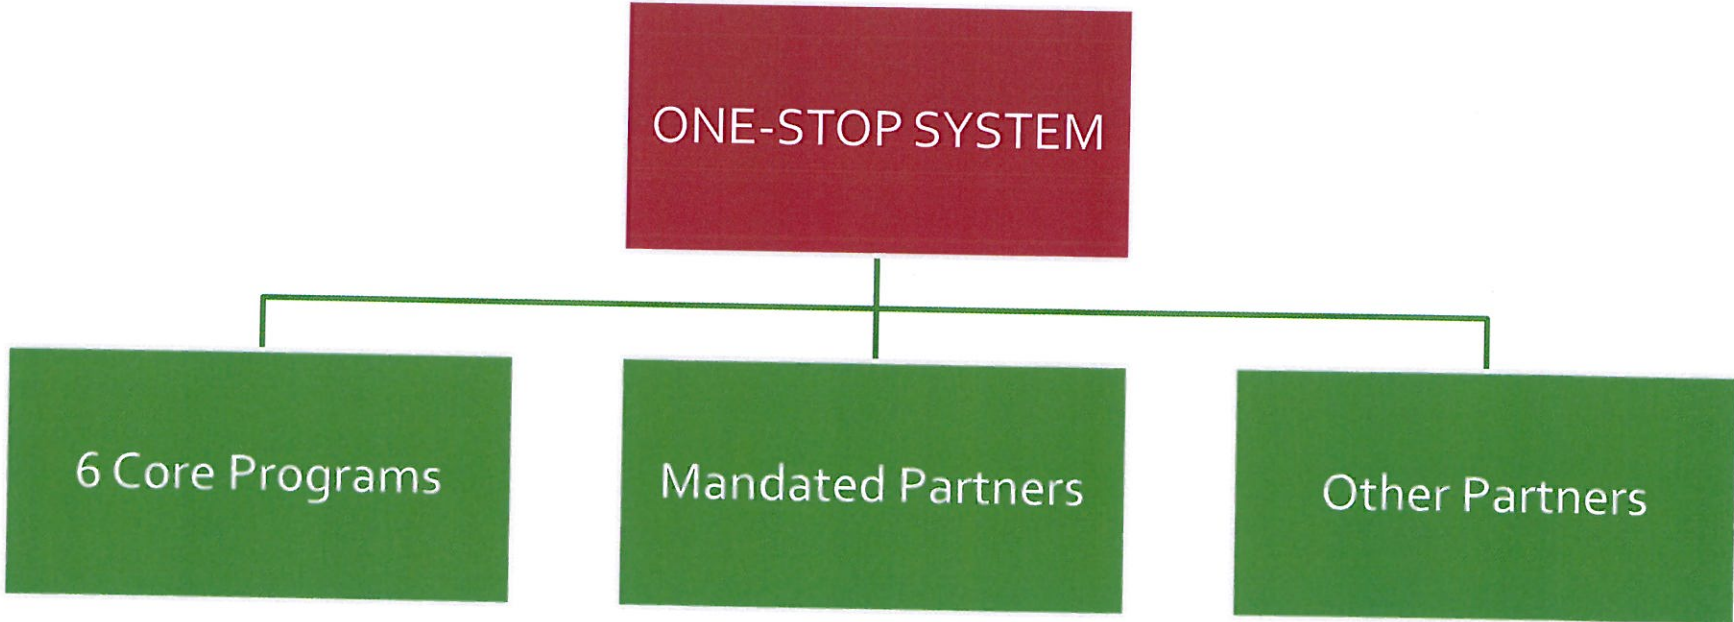 ONE-STOP SYSTEM
6 Core Programs
Mandated Partners
Other Partners